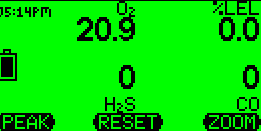 05:14PM O₂ %LEL
20.9 0.0
0 0
H₂S CO
PEAK RESET ZOOM